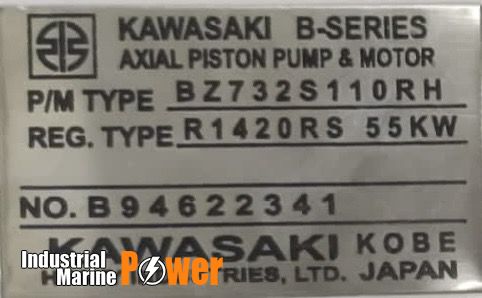 KAWASAKI B-SERIES
AXIAL PISTON PUMP & MOTOR
P/M TYPE BZ732S110RH
REG. TYPE R1420RS 55KW
NO. B94622341
KAWASAKI KOBE
Industrial Marine Power
LTD. JAPAN